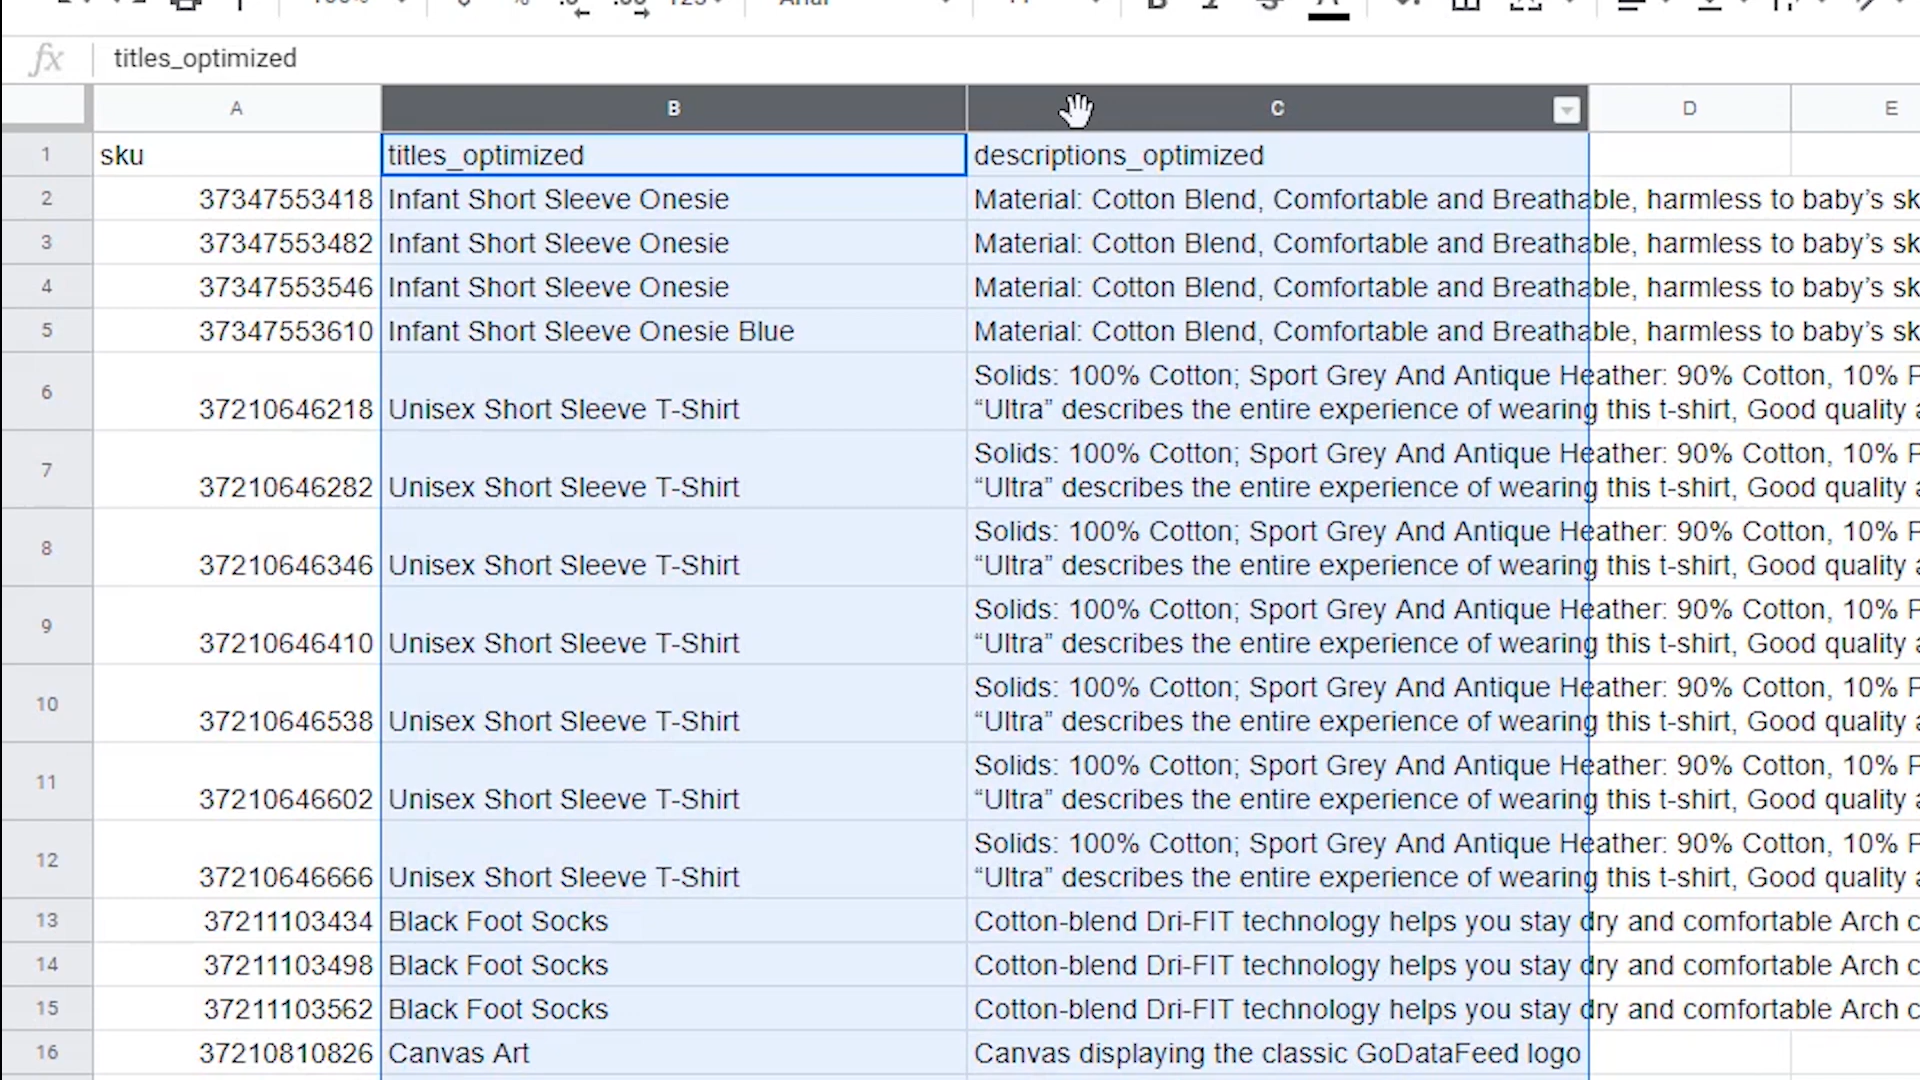 titles_optimized
A B C D E
1 sku titles_optimized descriptions_optimized
2 37347553418 Infant Short Sleeve Onesie Material: Cotton Blend, Comfortable and Breathable, harmless to baby’s
3 37347553482 Infant Short Sleeve Onesie Material: Cotton Blend, Comfortable and Breathable, harmless to baby’s
4 37347553546 Infant Short Sleeve Onesie Material: Cotton Blend, Comfortable and Breathable, harmless to baby’s
5 37347553610 Infant Short Sleeve Onesie Blue Material: Cotton Blend, Comfortable and Breathable, harmless to baby’s
Solids: 100% Cotton; Sport Grey And Antique Heather: 90% Cotton, 10%
6 37210646218 Unisex Short Sleeve T-Shirt “Ultra” describes the entire experience of wearing this t-shirt, Good quality
Solids: 100% Cotton; Sport Grey And Antique Heather: 90% Cotton, 10%
7 37210646282 Unisex Short Sleeve T-Shirt “Ultra” describes the entire experience of wearing this t-shirt, Good quality
Solids: 100% Cotton; Sport Grey And Antique Heather: 90% Cotton, 10%
8 37210646346 Unisex Short Sleeve T-Shirt “Ultra” describes the entire experience of wearing this t-shirt, Good quality
Solids: 100% Cotton; Sport Grey And Antique Heather: 90% Cotton, 10%
9 37210646410 Unisex Short Sleeve T-Shirt “Ultra” describes the entire experience of wearing this t-shirt, Good quality
Solids: 100% Cotton; Sport Grey And Antique Heather: 90% Cotton, 10%
10 37210646538 Unisex Short Sleeve T-Shirt “Ultra” describes the entire experience of wearing this t-shirt, Good quality
Solids: 100% Cotton; Sport Grey And Antique Heather: 90% Cotton, 10%
11 37210646602 Unisex Short Sleeve T-Shirt “Ultra” describes the entire experience of wearing this t-shirt, Good quality
Solids: 100% Cotton; Sport Grey And Antique Heather: 90% Cotton, 10%
12 37210646666 Unisex Short Sleeve T-Shirt “Ultra” describes the entire experience of wearing this t-shirt, Good quality
13 37211103434 Black Foot Socks Cotton-blend Dri-FIT technology helps you stay dry and comfortable Arch
14 37211103498 Black Foot Socks Cotton-blend Dri-FIT technology helps you stay dry and comfortable Arch
15 37211103562 Black Foot Socks Cotton-blend Dri-FIT technology helps you stay dry and comfortable Arch
16 37210810826 Canvas Art Canvas displaying the classic GoDataFeed logo